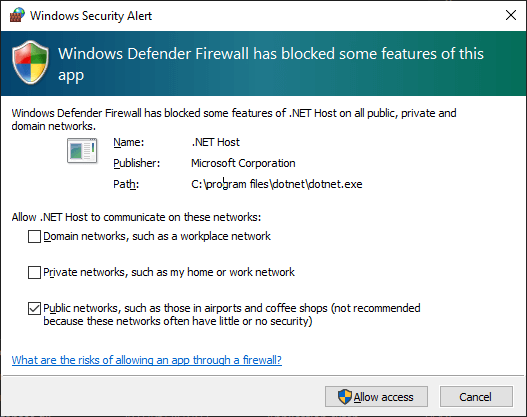 Windows Security Alert
Windows Defender Firewall has blocked some features of this
app
Windows Defender Firewall has blocked some features of .NET Host on all public, private and
domain networks.
Name: .NET Host
Publisher: Microsoft Corporation
Path: C:\program files\dotnet\dotnet.exe
Allow .NET Host to communicate on these networks:
Domain networks, such as a workplace network
Private networks, such as my home or work network
Public networks, such as those in airports and coffee shops (not recommended
because these networks often have little or no security)
What are the risks of allowing an app through a firewall?
Allow access Cancel